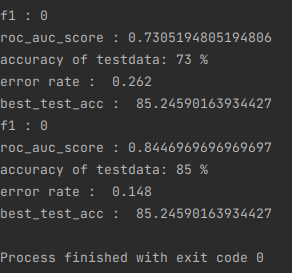 f1 : 0
roc_auc_score : 0.7305194805194806
accuracy of testdata: 73 %
error rate :  0.262
best_test_acc :  85.24590163934427
f1 : 0
roc_auc_score : 0.8446969696969697
accuracy of testdata: 85 %
error rate :  0.148
best_test_acc :  85.24590163934427

Process finished with exit code 0